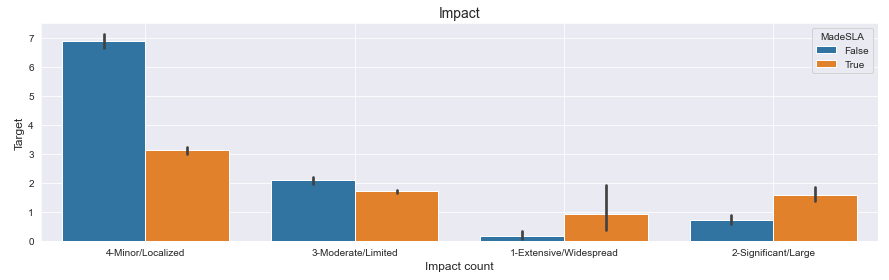 Impact
MadeSLA
False
True
Target
7
6
5
4
3
2
1
0
4-Minor/Localized
3-Moderate/Limited
1-Extensive/Widespread
2-Significant/Large
Impact count